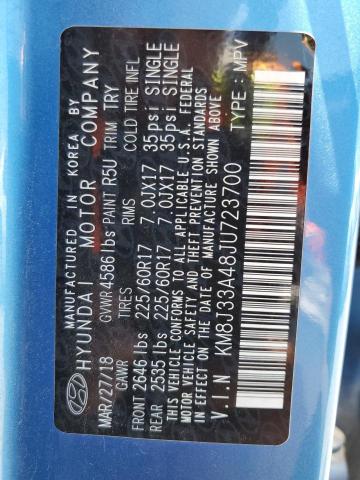 MANUFACTURED IN KOREA BY
HYUNDAI MOTOR COMPANY
MAR/27/18 GVWR 4586 lbs PAINT R5U TRIM TRY
GAWR TIRES RIMS COLD TIRE INFL
FRONT 2646 lbs 225/60R17 7.0JX17 35psi SINGLE
REAR 2535 lbs 225/60R17 7.0JX17 35psi SINGLE
THIS VEHICLE CONFORMS TO ALL APPLICABLE U.S.A. FEDERAL
MOTOR VEHICLE SAFETY AND THEFT PREVENTION STANDARDS
IN EFFECT ON THE DATE OF MANUFACTURE SHOWN ABOVE
V.I.N KM8J33A48JU723700 TYPE : MPV